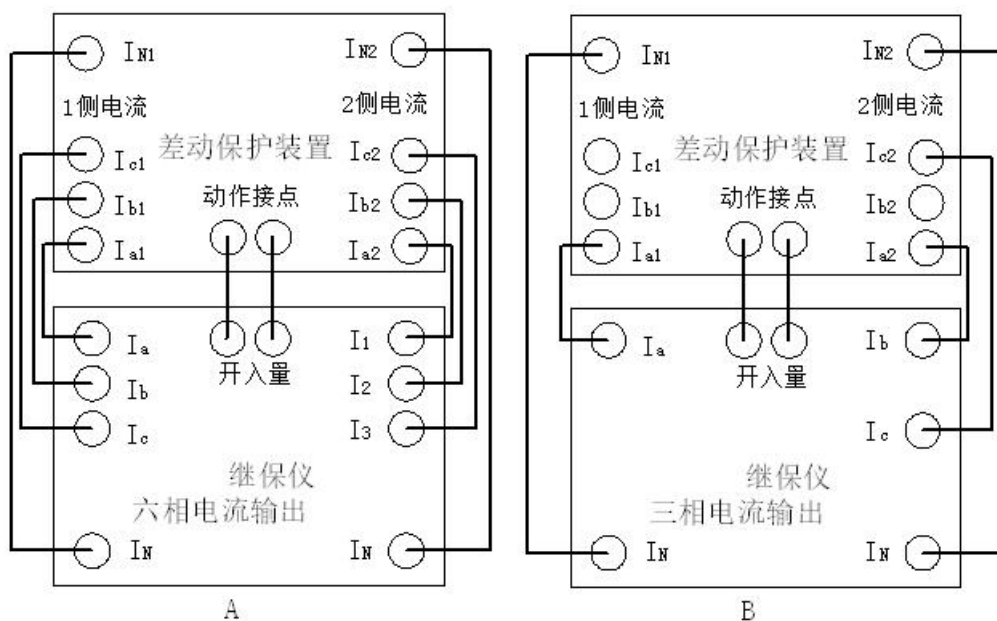 IN1 IN2
1侧电流 2侧电流
差动保护装置
Ic1 Ic2
动作接点
Ib1 Ib2
Ia1 Ia2
Ia I1
开入量
Ib I2
Ic I3
继保仪
六相电流输出
IN IN
A
IN1 IN2
1侧电流 2侧电流
差动保护装置
Ic1 Ic2
动作接点
Ib1 Ib2
Ia1 Ia2
Ia Ib
开入量
Ic
继保仪
三相电流输出
IN IN
B